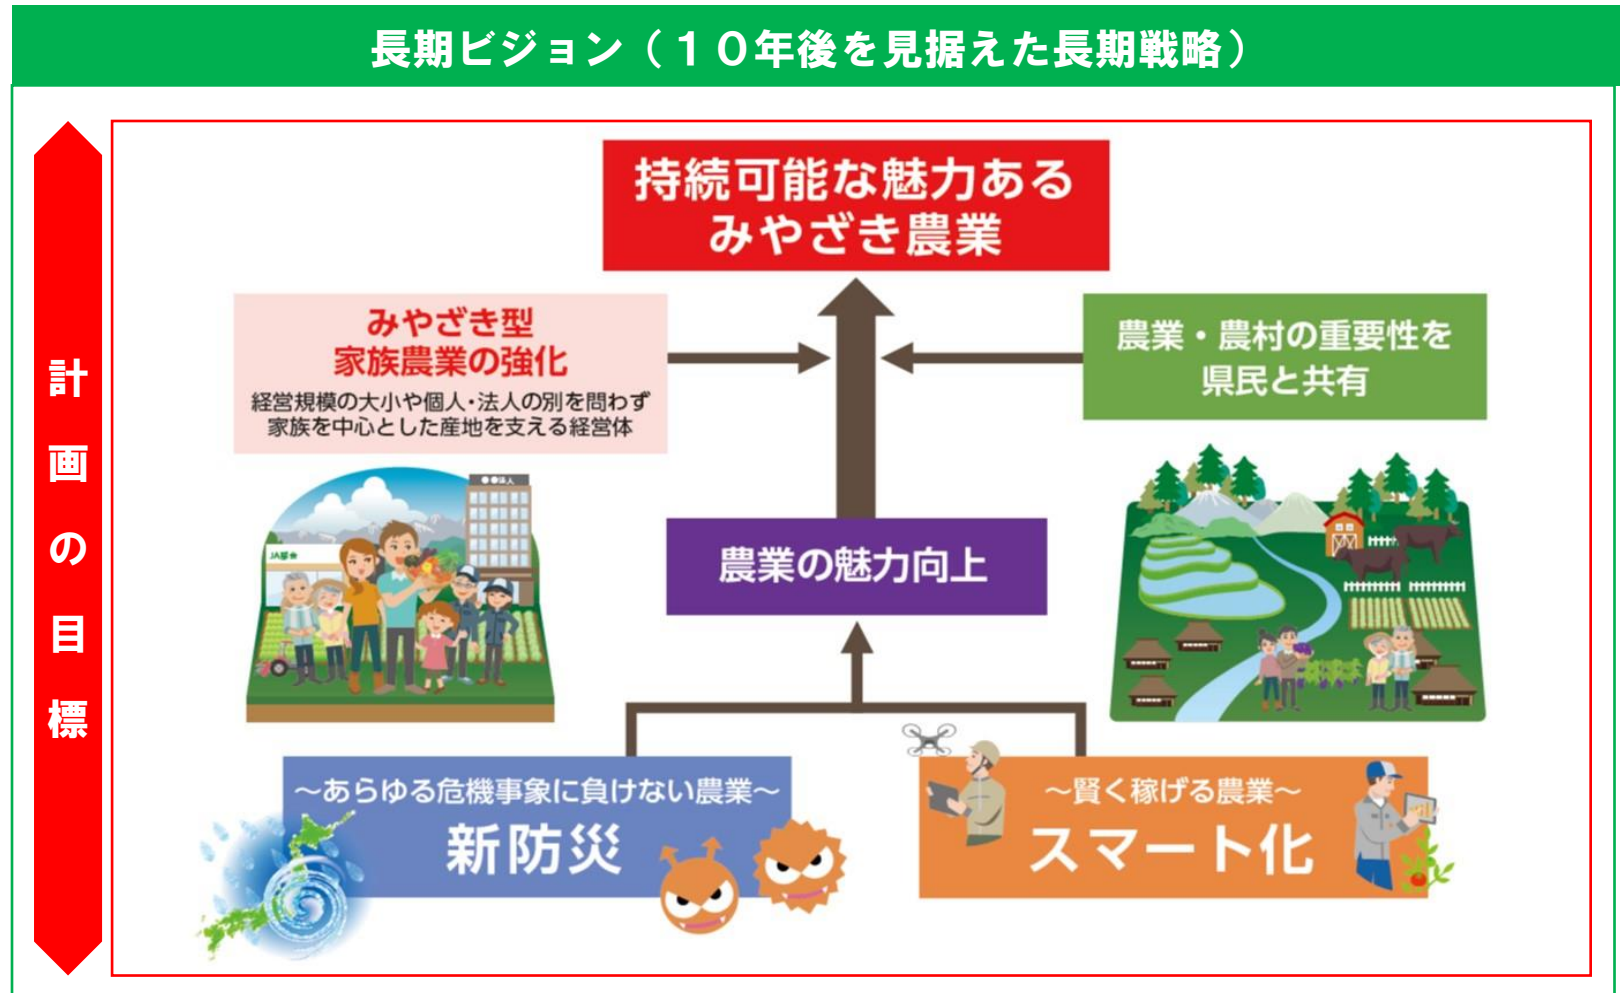 長期ビジョン（１０年後を見据えた長期戦略）
計画の目標
持続可能な魅力ある
みやざき農業
みやざき型
家族農業の強化
経営規模の大小や個人・法人の別を問わず
家族を中心とした産地を支える経営体
農業・農村の重要性を
県民と共有
●●法人
JA部会
農業の魅力向上
～あらゆる危機事象に負けない農業～
新防災
～賢く稼げる農業～
スマート化